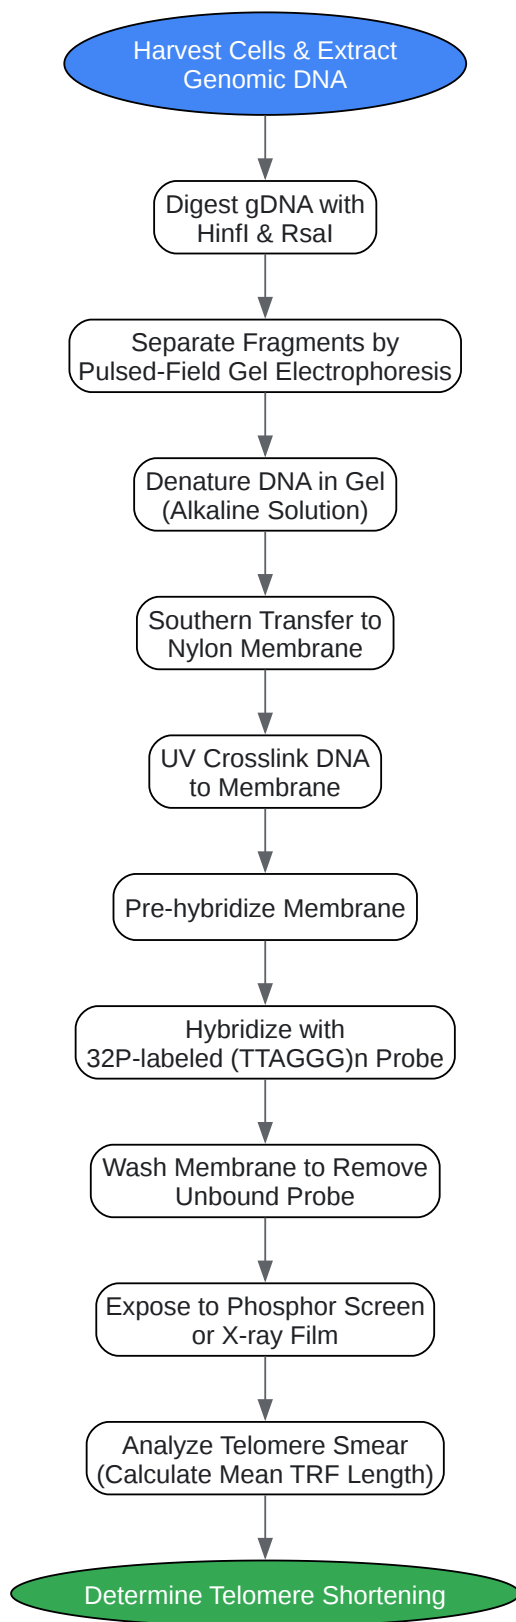 Harvest Cells & Extract
Genomic DNA
Digest gDNA with
HinfI & RsaI
Separate Fragments by
Pulsed-Field Gel Electrophoresis
Denature DNA in Gel
(Alkaline Solution)
Southern Transfer to
Nylon Membrane
UV Crosslink DNA
to Membrane
Pre-hybridize Membrane
Hybridize with
32P-labeled (TTAGGG)n Probe
Wash Membrane to Remove
Unbound Probe
Expose to Phosphor Screen
or X-ray Film
Analyze Telomere Smear
(Calculate Mean TRF Length)
Determine Telomere Shortening